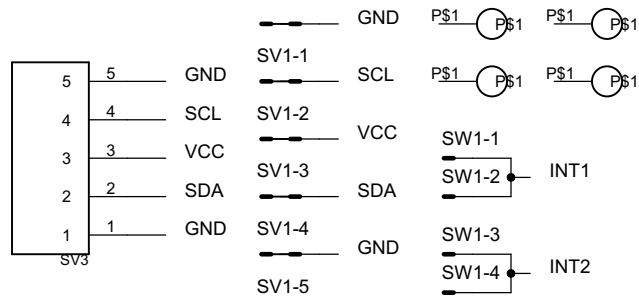 GND P$1 P$1 P$1 P$1
SV1-1
5 5 GND SCL P$1 P$1 P$1 P$1
4 4 SCL SV1-2
VCC SW1-1
3 3 VCC
SV1-3 SW1-2 INT1
2 2 SDA SDA
1 1 GND SV1-4 SW1-3
GND
SV3 SW1-4 INT2
SV1-5